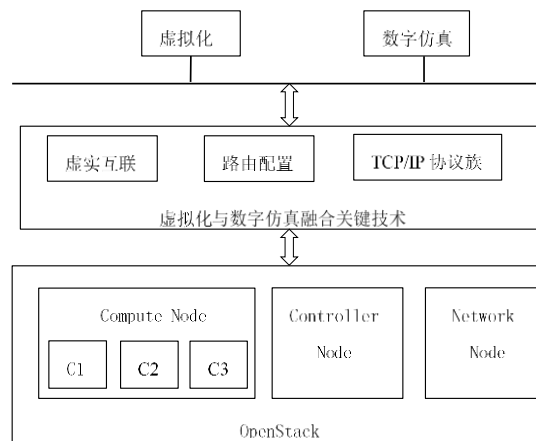 虚拟化 数字仿真
虚实互联 路由配置 TCP/IP 协议族
虚拟化与数字仿真融合关键技术
Compute Node Controller Node Network Node
C1 C2 C3
OpenStack